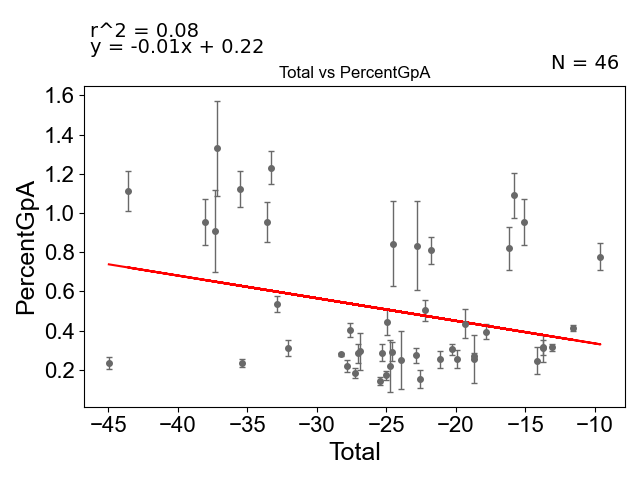 r^2 = 0.08
y = -0.01x + 0.22
N = 46
Total vs PercentGpA
1.6
1.4
1.2
1.0
0.8
0.6
0.4
0.2
PercentGpA
−45 −40 −35 −30 −25 −20 −15 −10
Total